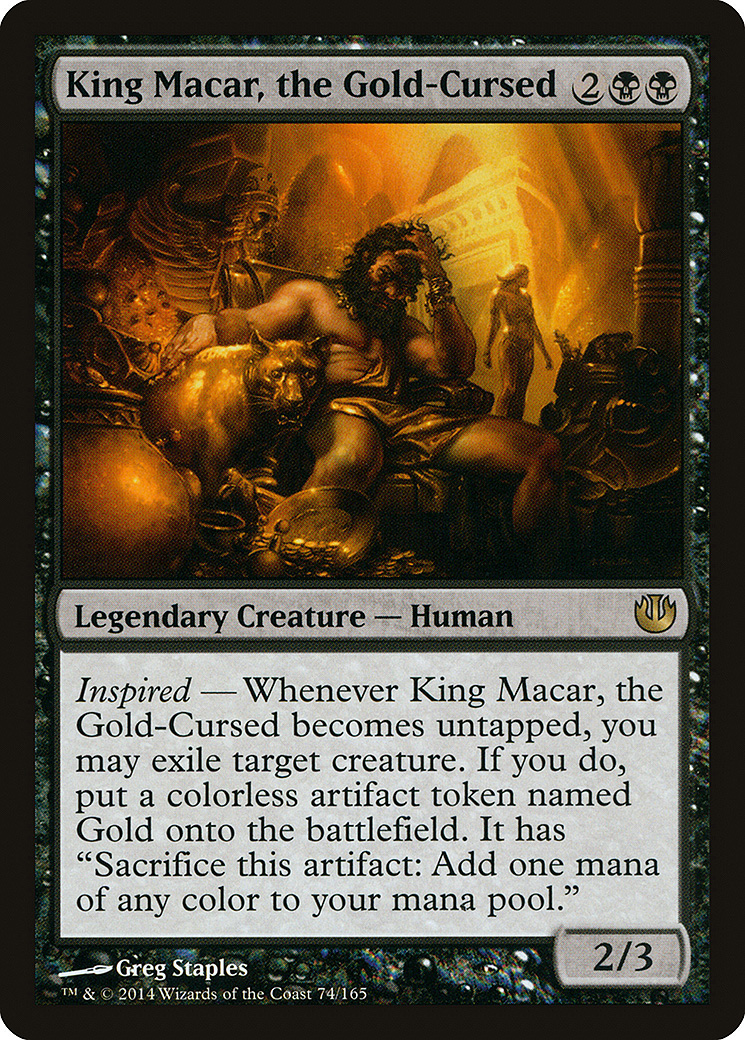 King Macar, the Gold-Cursed 2
Legendary Creature — Human
Inspired — Whenever King Macar, the
Gold-Cursed becomes untapped, you
may exile target creature. If you do,
put a colorless artifact token named
Gold onto the battlefield. It has
“Sacrifice this artifact: Add one mana
of any color to your mana pool.”
2/3
Greg Staples
™ & © 2014 Wizards of the Coast 74/165